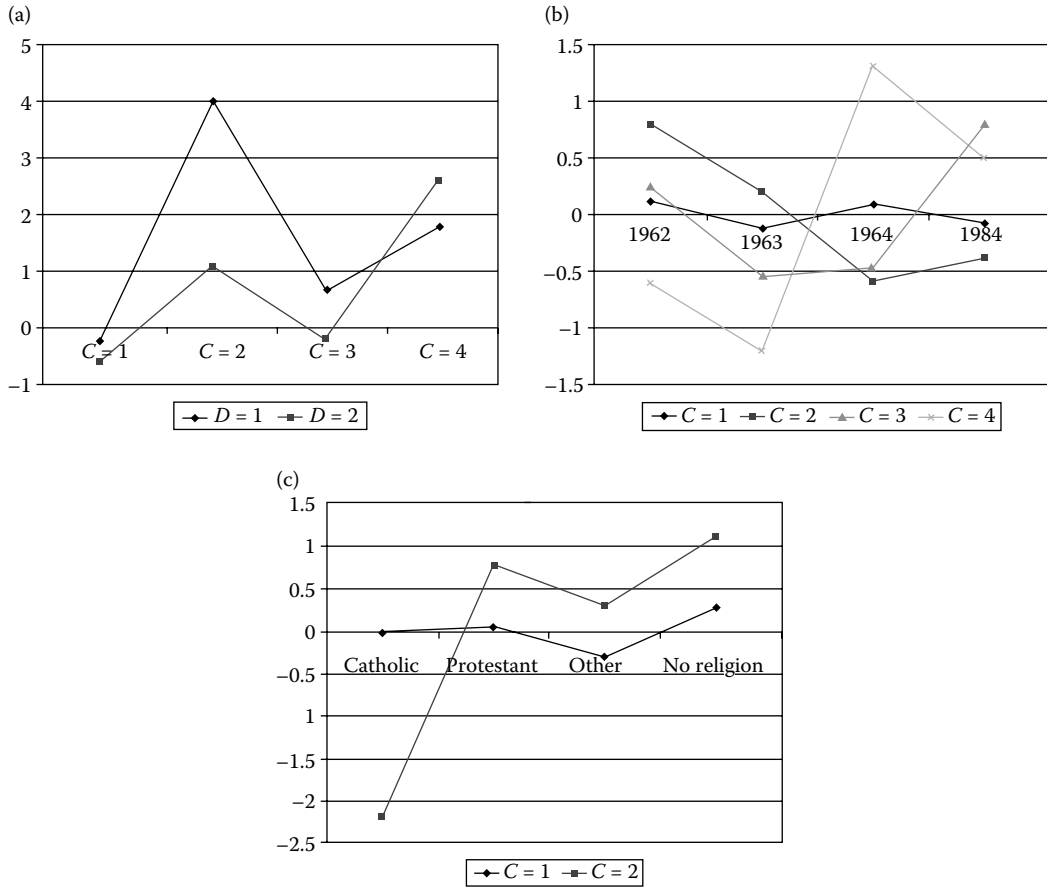 (a)
5
4
3
2
1
0
−1
C = 1 C = 2 C = 3 C = 4
D = 1 D = 2
(b)
1.5
1
0.5
0
−0.5
−1
−1.5
1962 1963 1964 1984
C = 1 C = 2 C = 3 C = 4
(c)
1.5
1
0.5
0
−0.5
1
−1.5
−2
−2.5
Catholic Protestant Other No religion
C = 1 C = 2